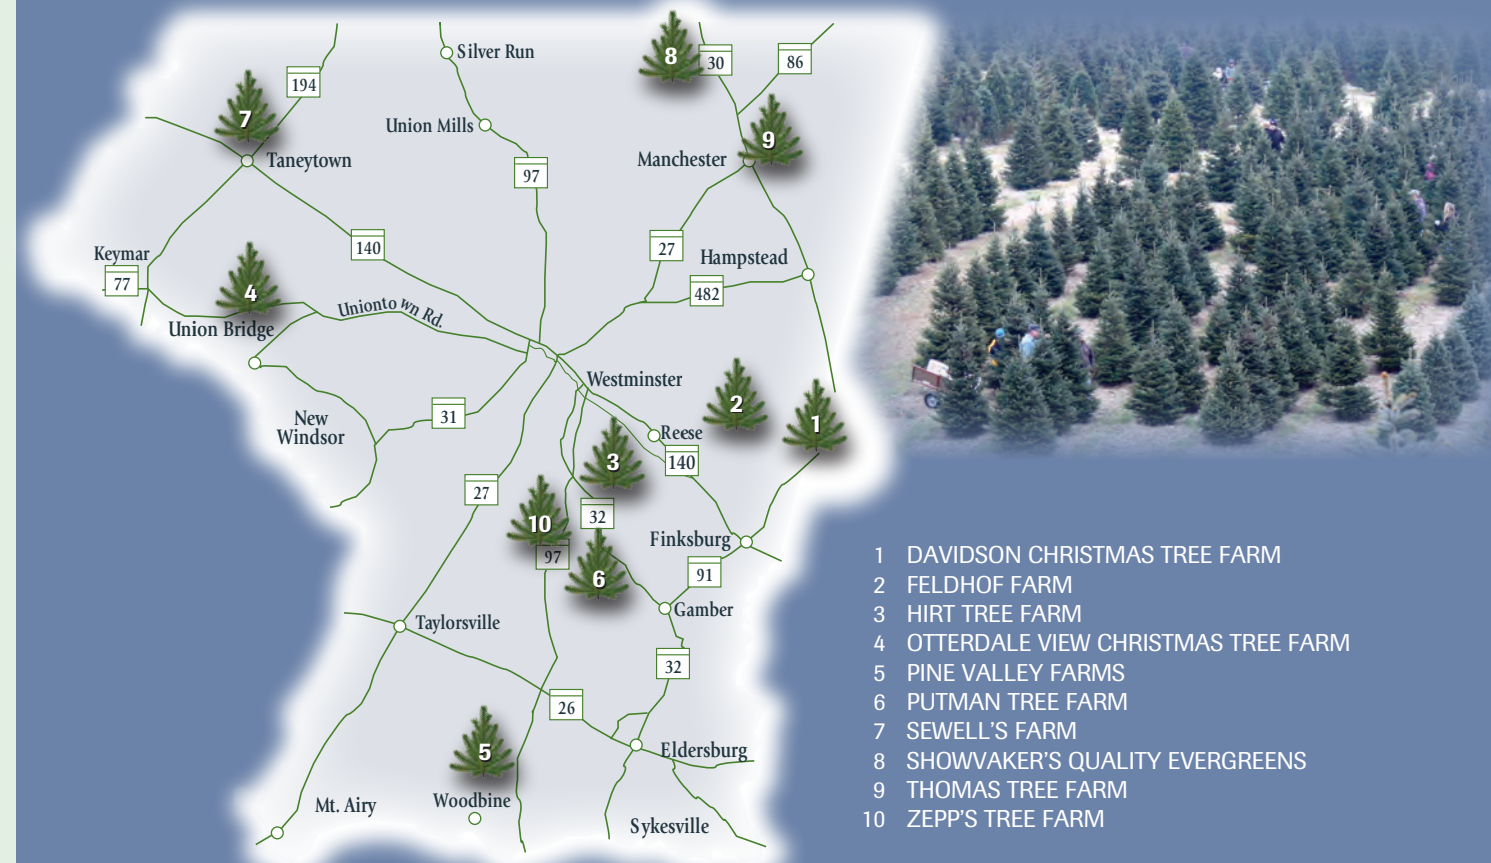 8
30
86
Silver Run
194
7
Union Mills
9
Taneytown
Manchester
97
140
27
Keymar
77
Hampstead
482
4
Uniontown Rd.
Union Bridge
Westminster
2
1
New
Windsor
31
Reese
140
3
27
10
32
97
Finksburg
6
91
Gamber
Taylorsville
32
26
5
Eldersburg
Woodbine
Mt. Airy
Sykesville
1 DAVIDSON CHRISTMAS TREE FARM
2 FELDHOF FARM
3 HIRT TREE FARM
4 OTTERDALE VIEW CHRISTMAS TREE FARM
5 PINE VALLEY FARMS
6 PUTMAN TREE FARM
7 SEWELL'S FARM
8 SHOWVAKER'S QUALITY EVERGREENS
9 THOMAS TREE FARM
10 ZEPP'S TREE FARM